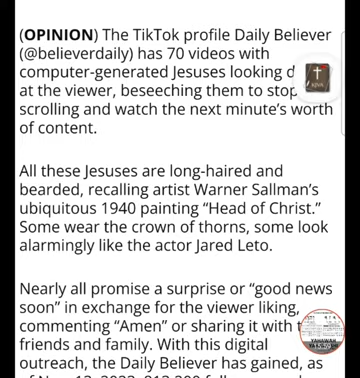 (OPINION) The TikTok profile Daily Believer
(@believerdaily) has 70 videos with
computer-generated Jesuses looking
at the viewer, beseeching them to stop
scrolling and watch the next minute's worth
of content.
All these Jesuses are long-haired and
bearded, recalling artist Warner Sallman's
ubiquitous 1940 painting “Head of Christ.”
Some wear the crown of thorns, some look
alarmingly like the actor Jared Leto.
Nearly all promise a surprise or “good news
soon” in exchange for the viewer liking,
commenting “Amen” or sharing it with
friends and family. With this digital
outreach, the Daily Believer has gained, as